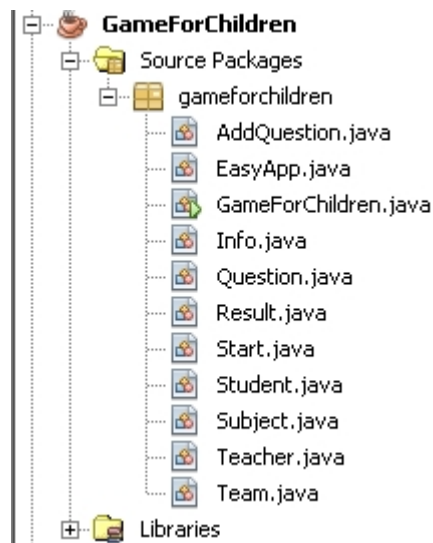 GameForChildren
Source Packages
gameforchildren
AddQuestion.java
EasyApp.java
GameForChildren.java
Info.java
Question.java
Result.java
Start.java
Student.java
Subject.java
Teacher.java
Team.java
Libraries